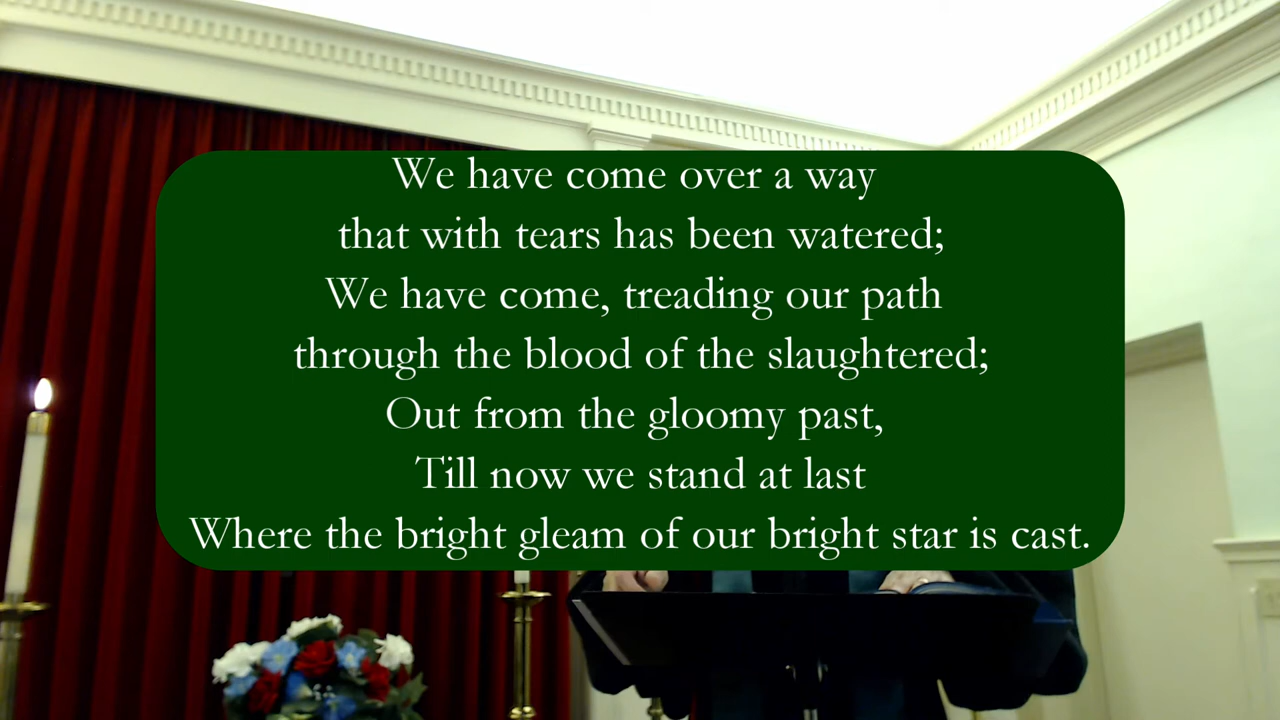 We have come over a way
that with tears has been watered;
We have come, treading our path
through the blood of the slaughtered;
Out from the gloomy past,
Till now we stand at last
Where the bright gleam of our bright star is cast.